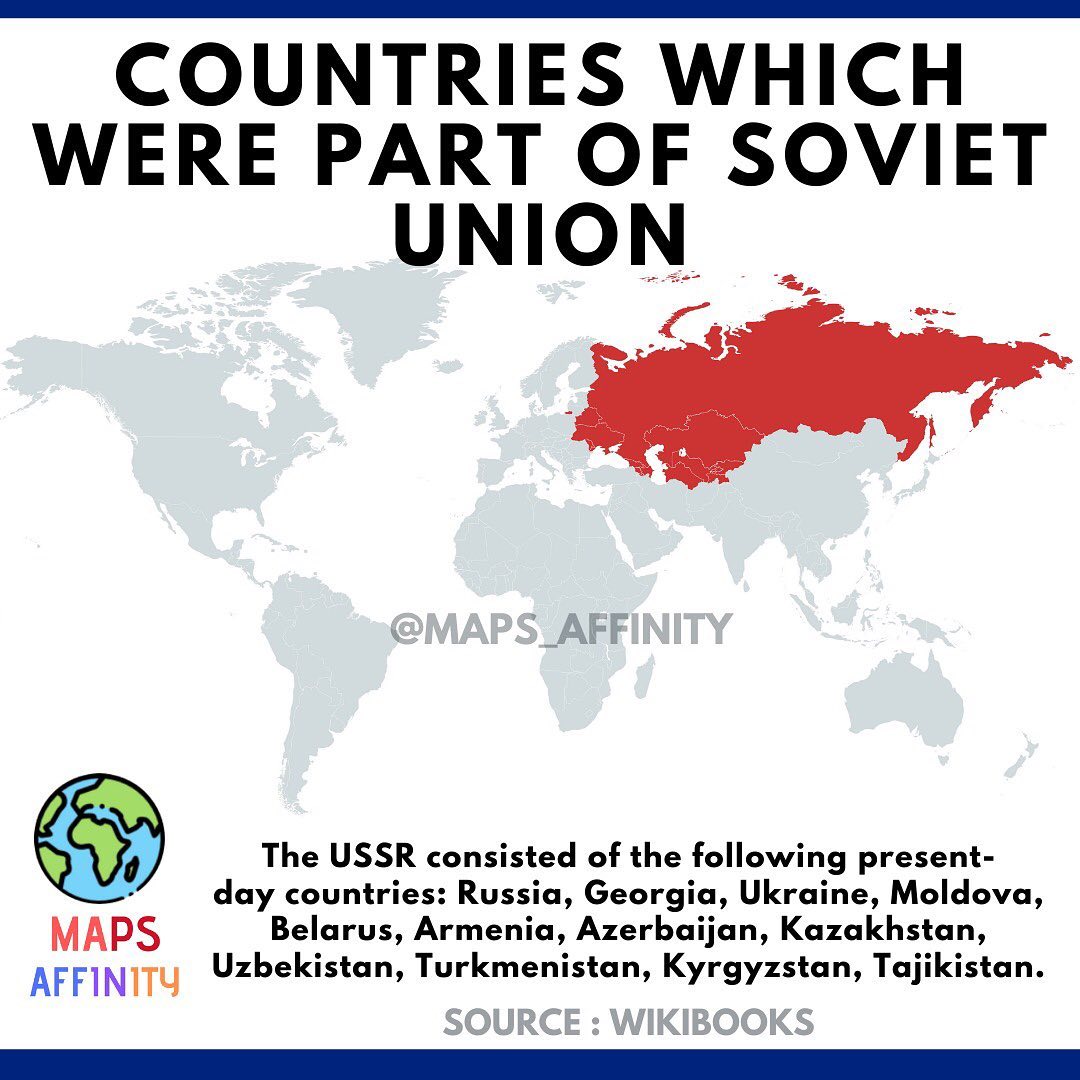 COUNTRIES WHICH
WERE PART OF SOVIET
UNION
@MAPS_AFFINITY
The USSR consisted of the following present-
day countries: Russia, Georgia, Ukraine, Moldova,
Belarus, Armenia, Azerbaijan, Kazakhstan,
Uzbekistan, Turkmenistan, Kyrgyzstan, Tajikistan.
MAPS
AFFINITY
SOURCE : WIKIBOOKS